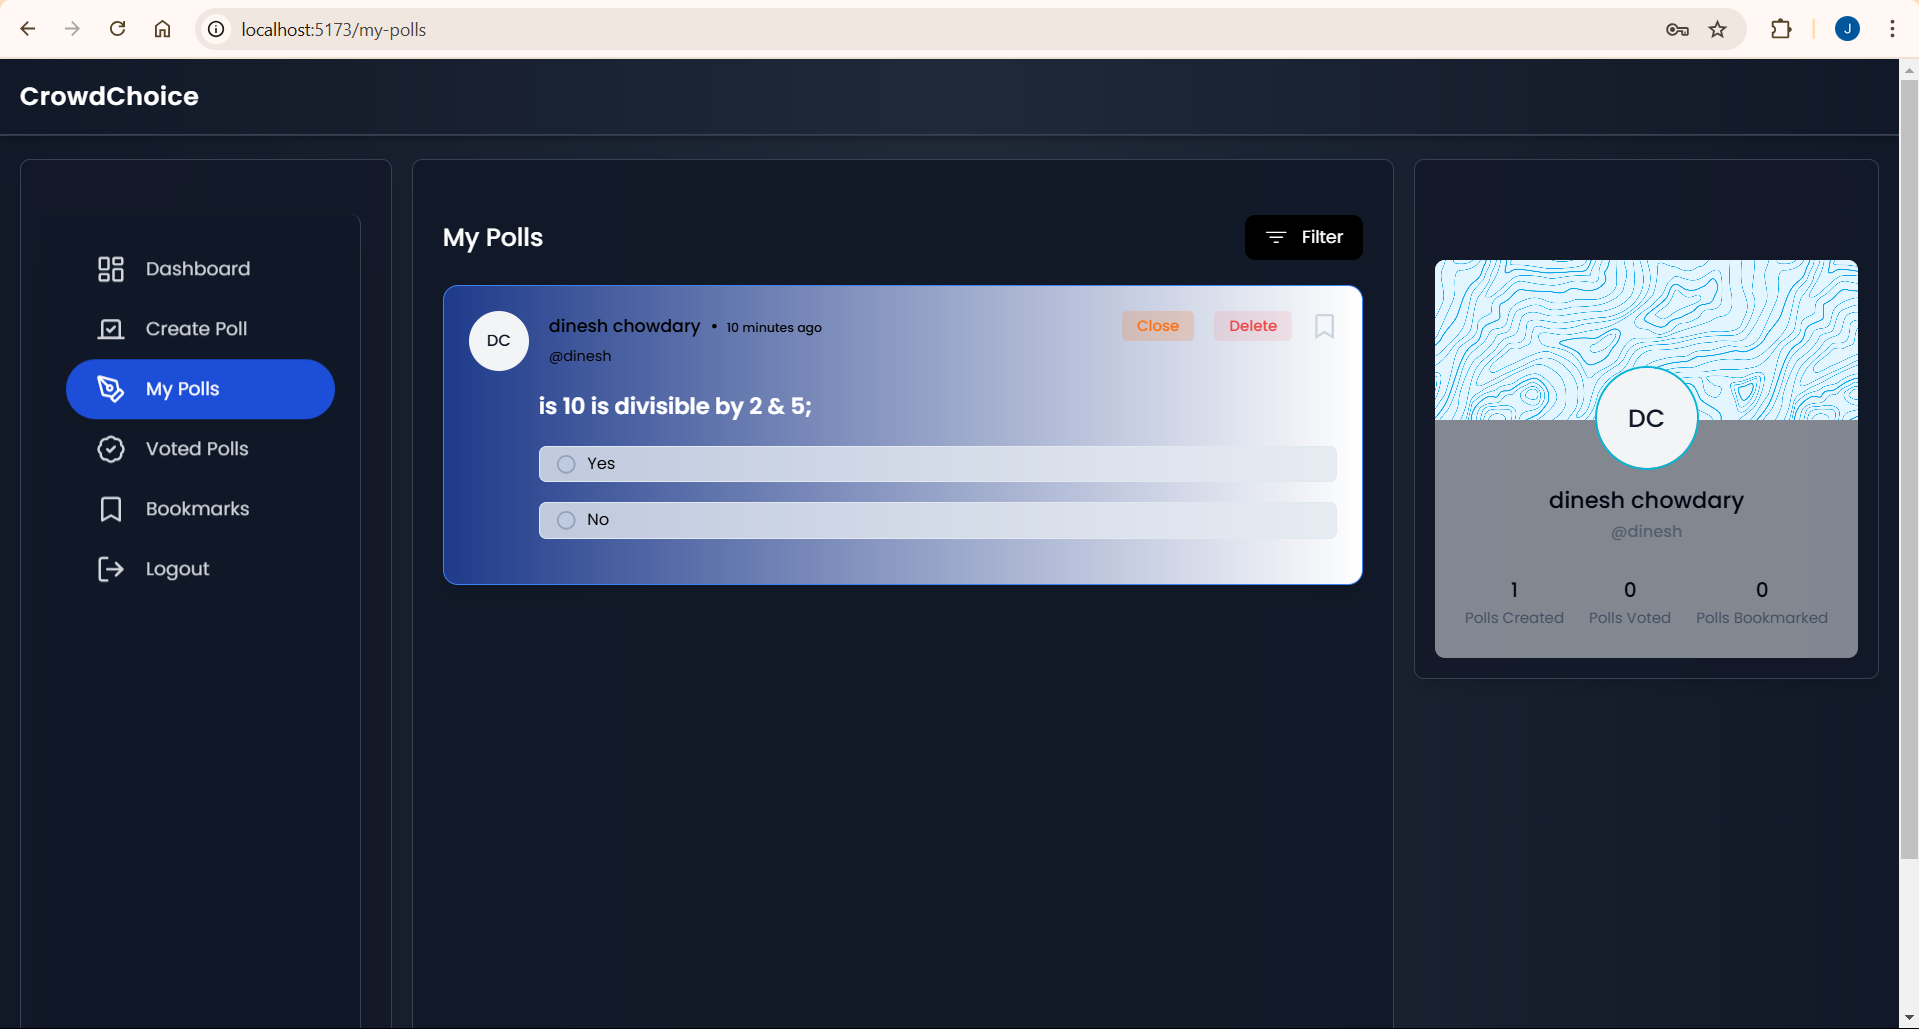 localhost:5173/my-polls
J
CrowdChoice
Dashboard
Create Poll
My Polls
Voted Polls
Bookmarks
Logout
My Polls
Filter
DC
dinesh chowdary • 10 minutes ago
@dinesh
Close
Delete
is 10 is divisible by 2 & 5;
Yes
No
DC
dinesh chowdary
@dinesh
1 0 0
Polls Created Polls Voted Polls Bookmarked